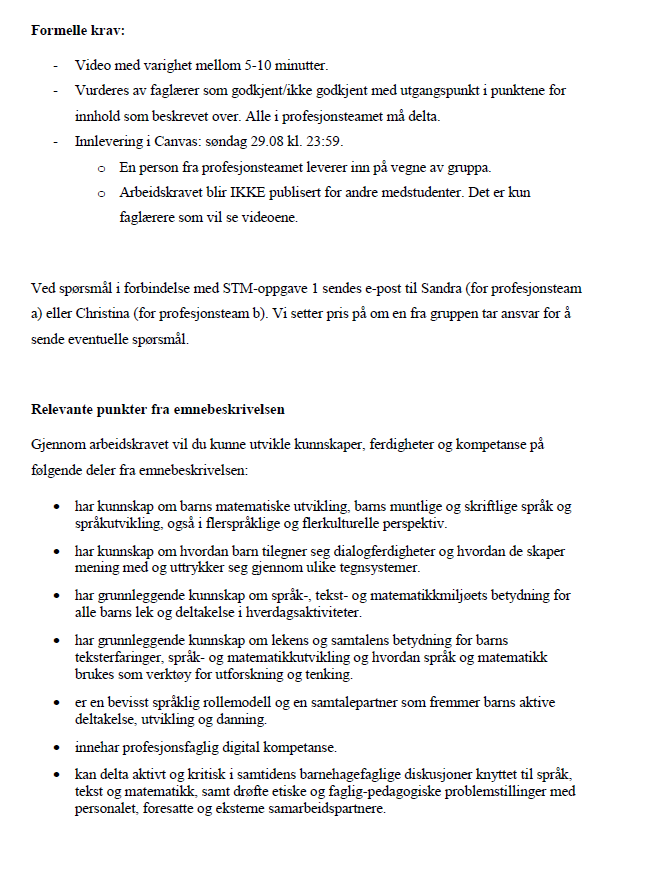 Formelle krav:
- Video med varighet mellom 5-10 minutter.
- Vurderes av faglærer som godkjent/ikke godkjent med utgangspunkt i punktene for
innhold som beskrevet over. Alle i profesjonsteamet må delta.
- Innlevering i Canvas: søndag 29.08 kl. 23:59.
o En person fra profesjonsteamet leverer inn på vegne av gruppa.
o Arbeidskravet blir IKKE publisert for andre medstudenter. Det er kun
faglærere som vil se videoene.
Ved spørsmål i forbindelse med STM-oppgave 1 sendes e-post til Sandra (for profesjonsteam
a) eller Christina (for profesjonsteam b). Vi setter pris på om en fra gruppen tar ansvar for å
sende eventuelle spørsmål.
Relevante punkter fra emnebeskrivelsen
Gjennom arbeidskravet vil du kunne utvikle kunnskaper, ferdigheter og kompetanse på
følgende deler fra emnebeskrivelsen:
• har kunnskap om barns matematiske utvikling, barns muntlige og skriftlige språk og
språkutvikling, også i flerspråklige og flerkulturelle perspektiv.
• har kunnskap om hvordan barn tilegner seg dialogferdigheter og hvordan de skaper
mening med og uttrykker seg gjennom ulike tegnsystemer.
• har grunnleggende kunnskap om språk-, tekst- og matematikkmiljøets betydning for
alle barns lek og deltakelse i hverdagsaktiviteter.
• har grunnleggende kunnskap om lekens og samtalens betydning for barns
teksterfaringer, språk- og matematikkutvikling og hvordan språk og matematikk
brukes som verktøy for utforskning og tenking.
• er en bevisst språklig rollemodell og en samtalepartner som fremmer barns aktive
deltakelse, utvikling og danning.
• innehar profesjonsfaglig digital kompetanse.
• kan delta aktivt og kritisk i samtidens barnehagefaglige diskusjoner knyttet til språk,
tekst og matematikk, samt drøfte etiske og faglig-pedagogiske problemstillinger med
personalet, foresatte og eksterne samarbeidspartnere.